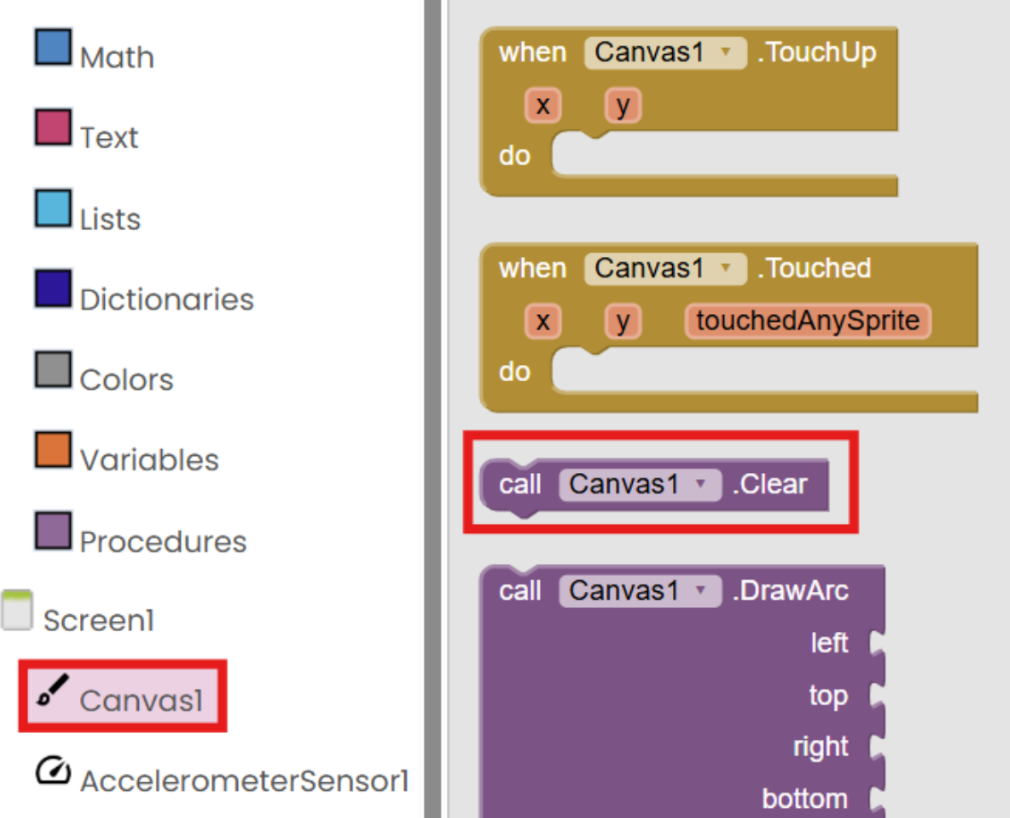 Math
Text
Lists
Dictionaries
Colors
Variables
Procedures
Screen1
Canvas1
AccelerometerSensor1
when Canvas1 .TouchUp
x y
do
when Canvas1 .Touched
x y touchedAnySprite
do
call Canvas1 .Clear
call Canvas1 .DrawArc
left
top
right
bottom